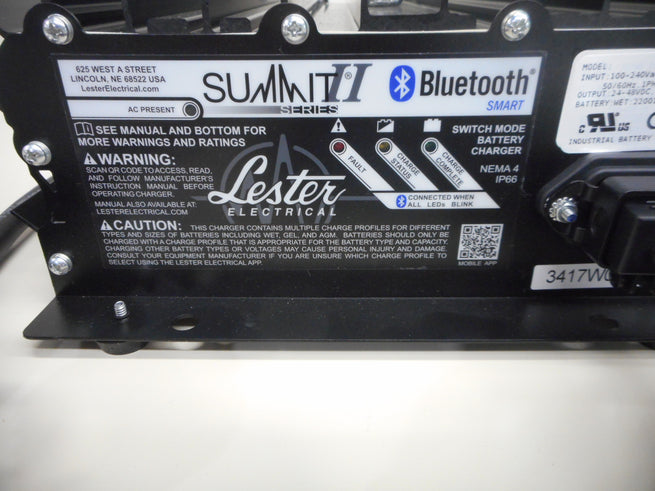 625 WEST A STREET
LINCOLN, NE 68522 USA
LesterElectrical.com
AC PRESENT
SUMMIT II®
SERIES
Bluetooth®
SMART
SEE MANUAL AND BOTTOM FOR
MORE WARNINGS AND RATINGS
WARNING:
SCAN QR CODE TO ACCESS, READ,
AND FOLLOW MANUFACTURER'S
INSTRUCTION MANUAL BEFORE
OPERATING CHARGER.
MANUAL ALSO AVAILABLE AT:
LESTERELECTRICAL.COM
Lester
ELECTRICAL
FAULT
CHARGE
STATUS
CHARGE
COMPLETE
SWITCH MODE
BATTERY
CHARGER
NEMA 4
IP66
CONNECTED WHEN
ALL LEDs BLINK
CAUTION: THIS CHARGER CONTAINS MULTIPLE CHARGE PROFILES FOR DIFFERENT
TYPES AND SIZES OF BATTERIES INCLUDING WET, GEL, AND AGM. BATTERIES SHOULD ONLY BE
CHARGED WITH A CHARGE PROFILE THAT IS APPROPRIATE FOR THE BATTERY TYPE AND CAPACITY.
CHARGING OTHER BATTERY TYPES OR VOLTAGES MAY CAUSE PERSONAL INJURY AND DAMAGE.
CONSULT YOUR EQUIPMENT MANUFACTURER IF YOU ARE UNSURE WHICH CHARGE PROFILE TO
SELECT USING THE LESTER ELECTRICAL APP.
MOBILE APP
MODEL:
INPUT: 100-240Va
50/60Hz 1PH
OUTPUT: 24-48VDC
BATTERY: WET
c UL us
INDUSTRIAL BATTERY
3417W